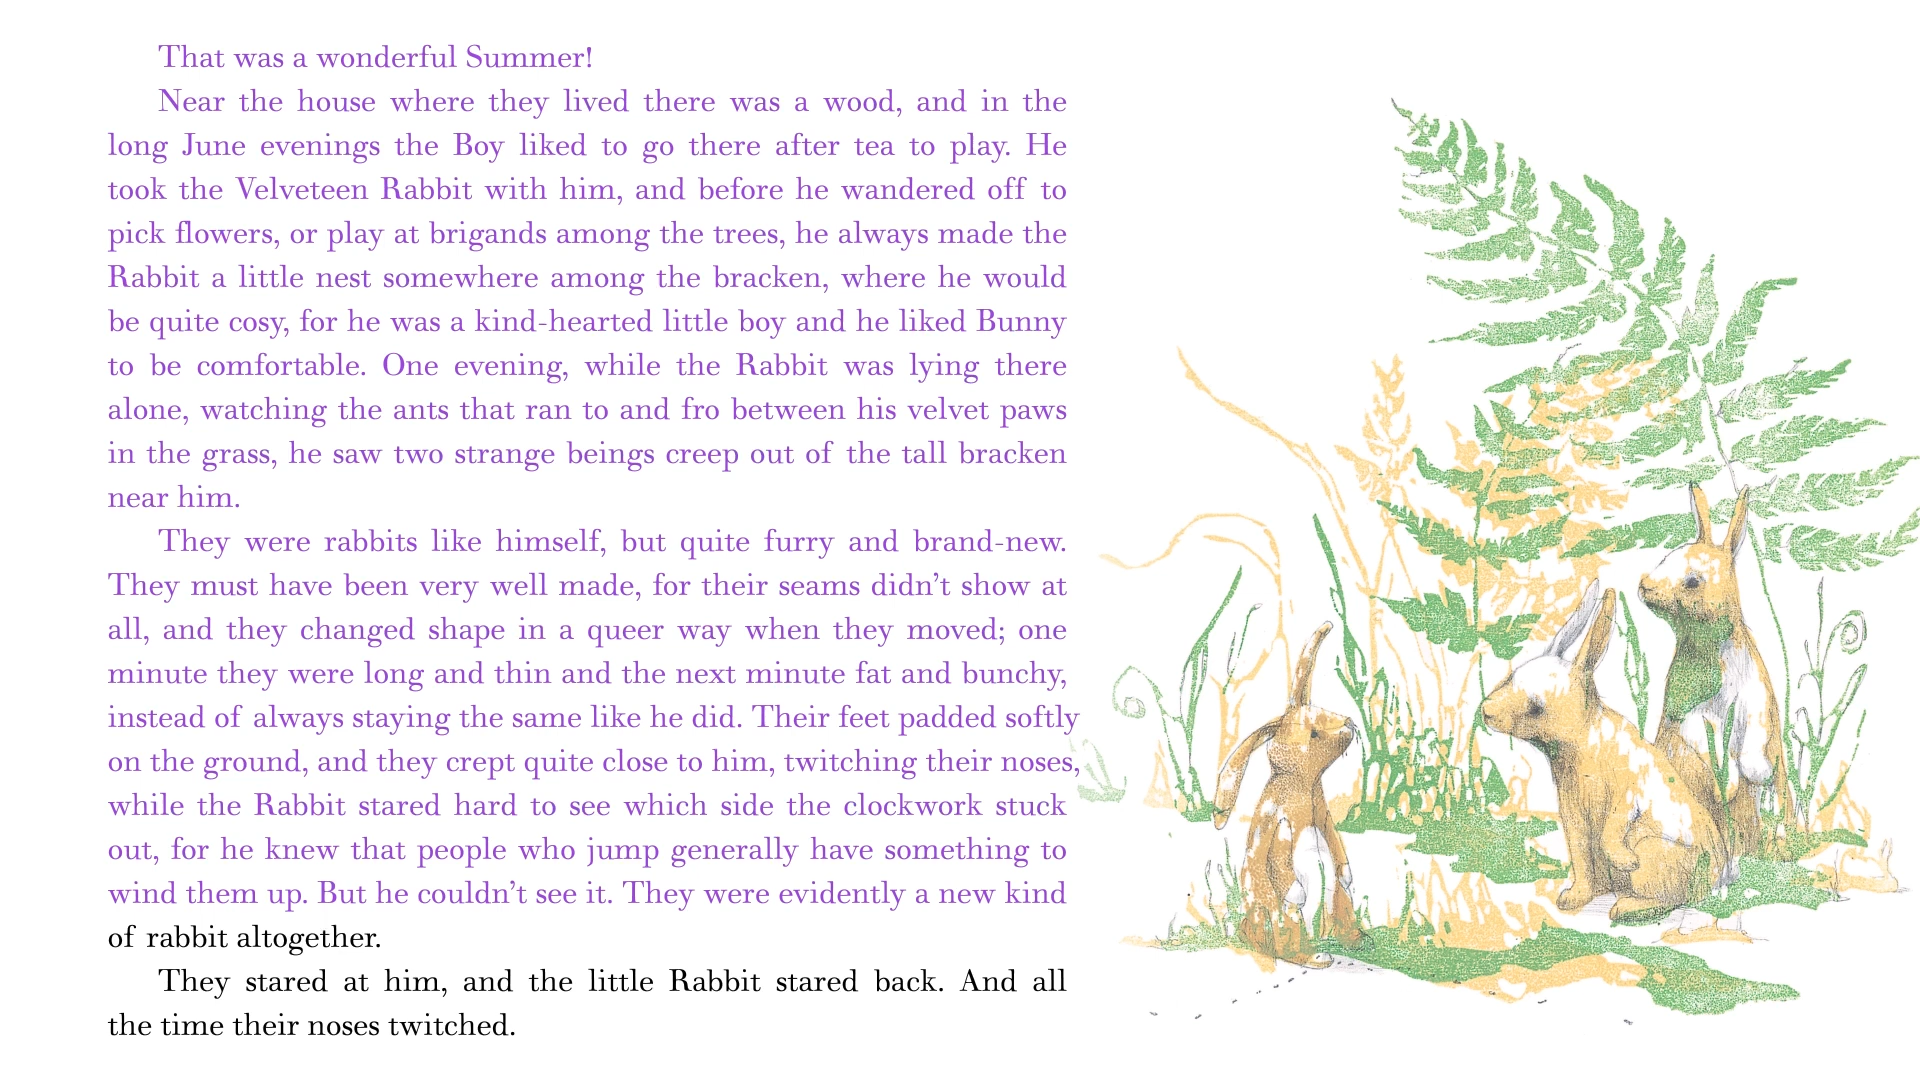 That was a wonderful Summer!
Near the house where they lived there was a wood, and in the
long June evenings the Boy liked to go there after tea to play. He
took the Velveteen Rabbit with him, and before he wandered off to
pick flowers, or play at brigands among the trees, he always made the
Rabbit a little nest somewhere among the bracken, where he would
be quite cosy, for he was a kind-hearted little boy and he liked Bunny
to be comfortable. One evening, while the Rabbit was lying there
alone, watching the ants that ran to and fro between his velvet paws
in the grass, he saw two strange beings creep out of the tall bracken
near him.
They were rabbits like himself, but quite furry and brand-new.
They must have been very well made, for their seams didn’t show at
all, and they changed shape in a queer way when they moved; one
minute they were long and thin and the next minute fat and bunchy,
instead of always staying the same like he did. Their feet padded softly
on the ground, and they crept quite close to him, twitching their noses,
while the Rabbit stared hard to see which side the clockwork stuck
out, for he knew that people who jump generally have something to
wind them up. But he couldn’t see it. They were evidently a new kind
of rabbit altogether.
They stared at him, and the little Rabbit stared back. And all
the time their noses twitched.